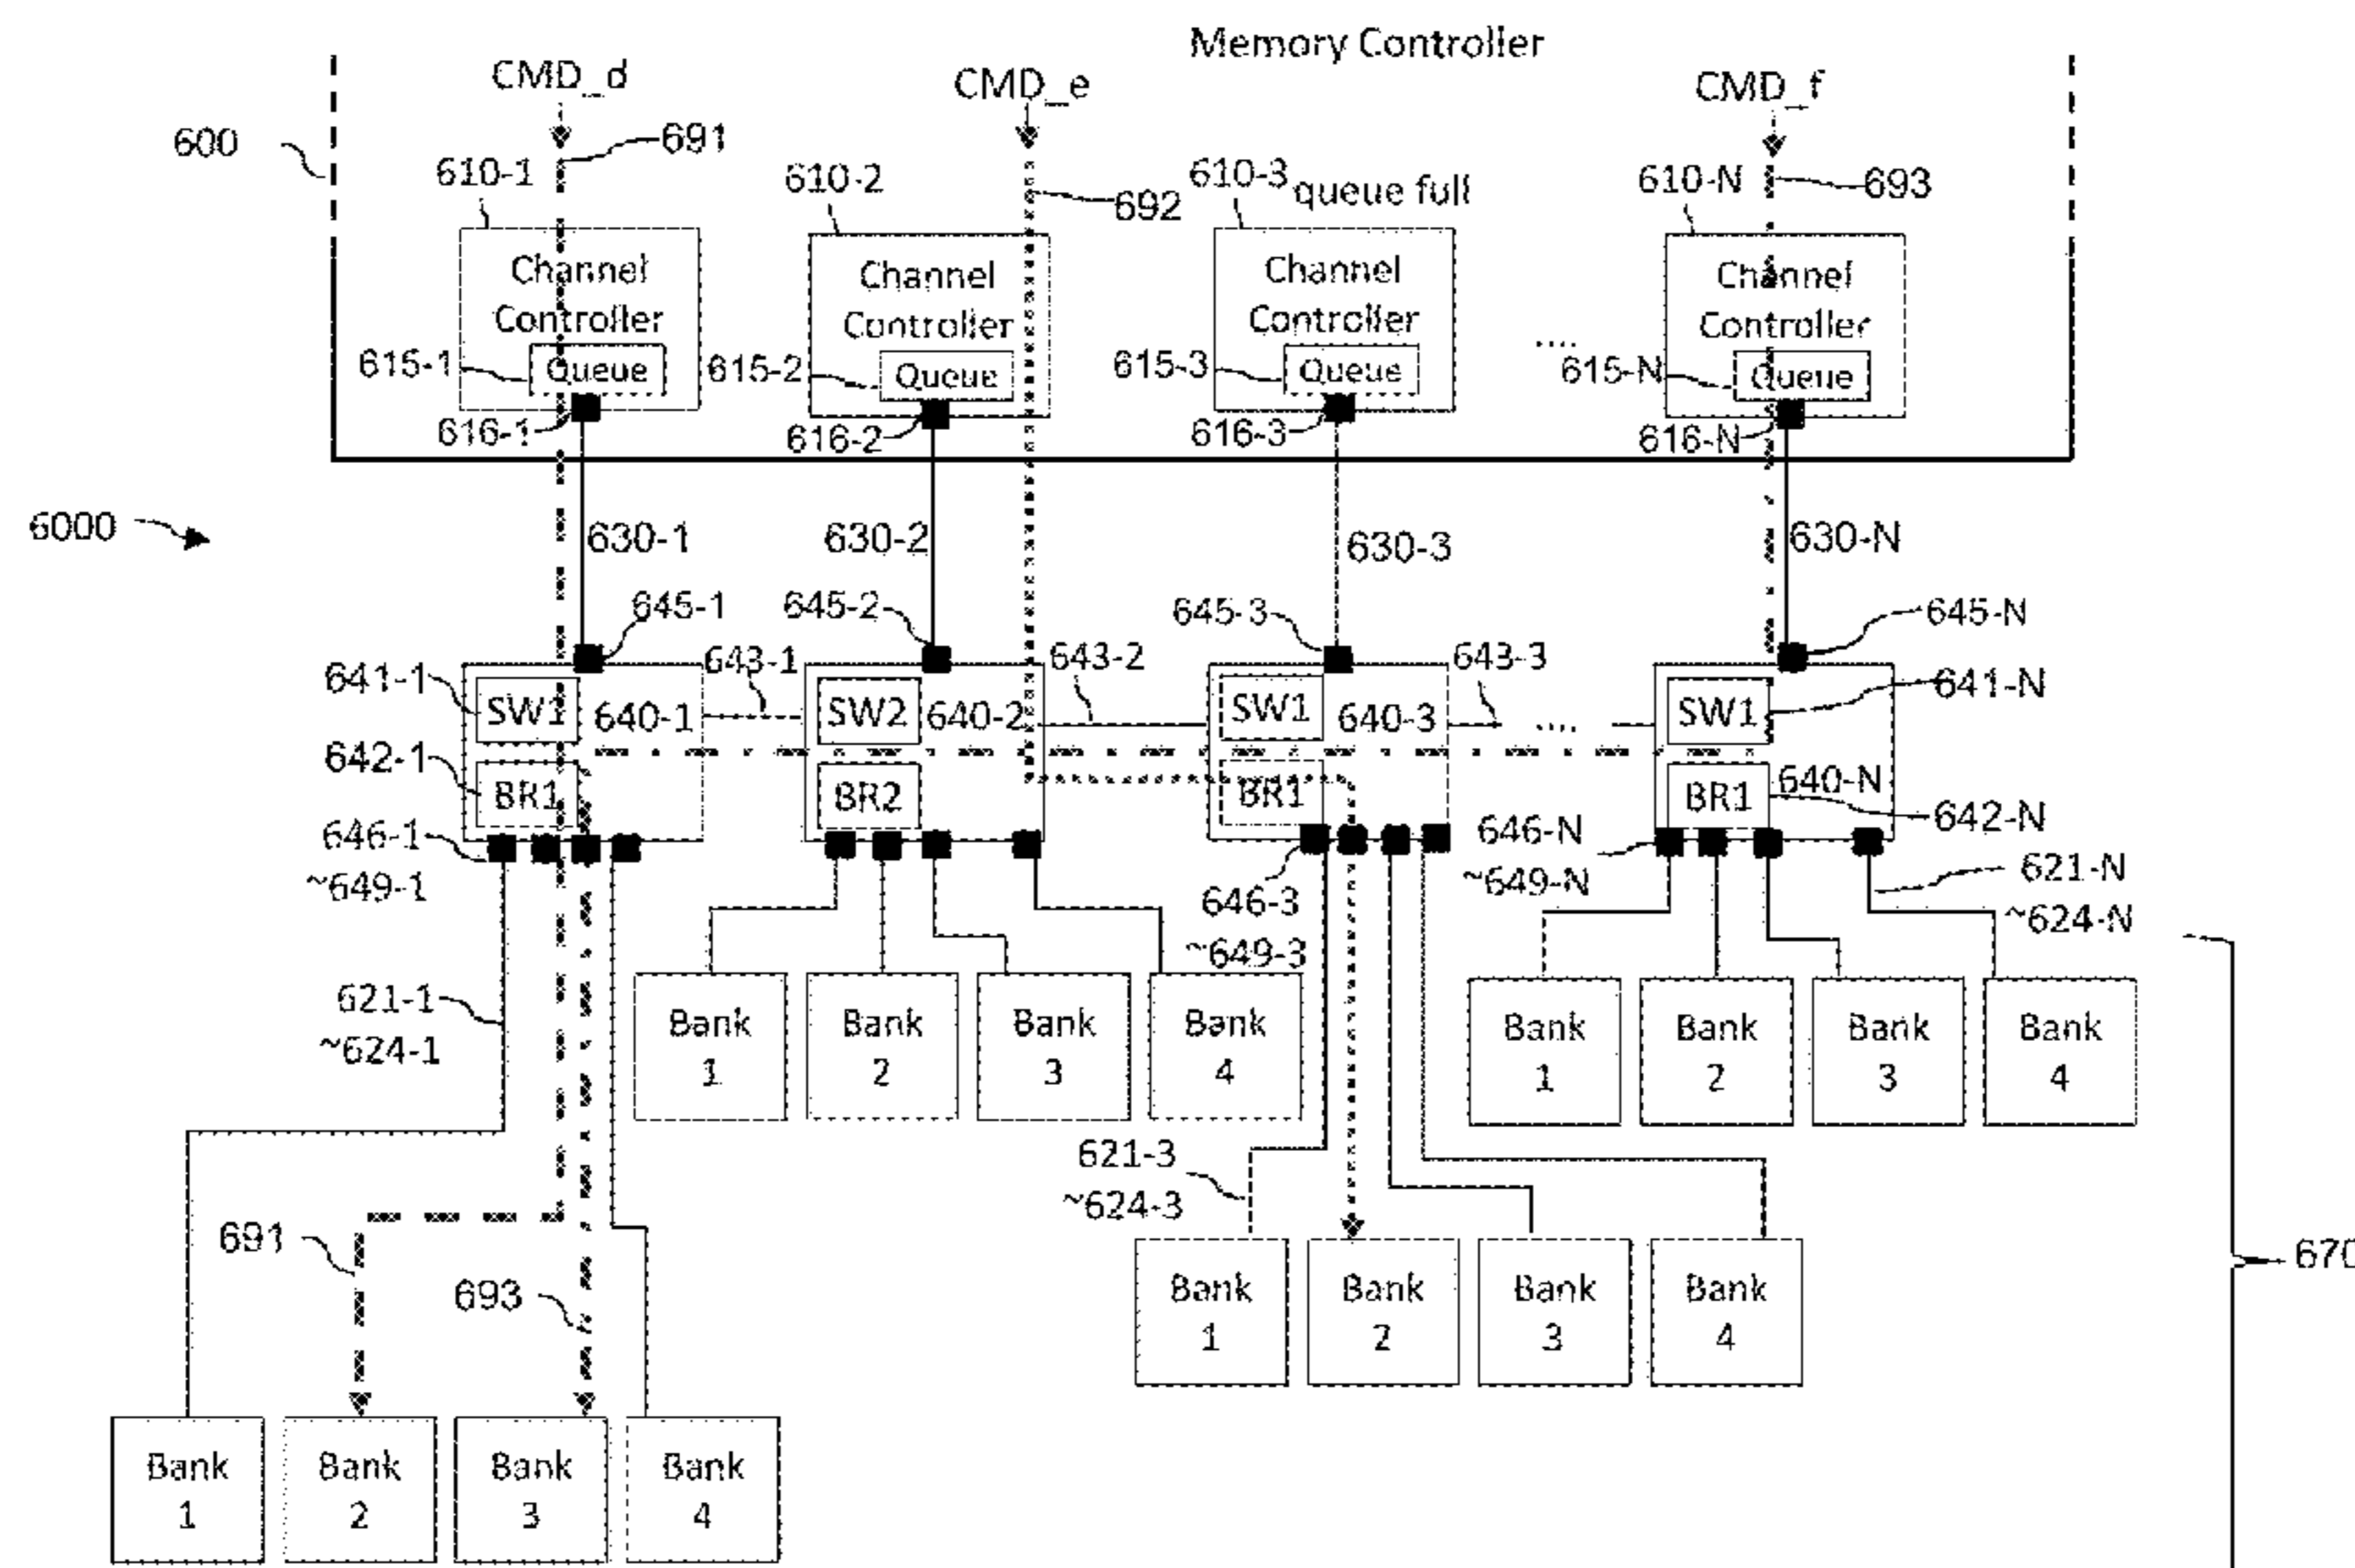 Memory Controller
CMD_d
CMD_e
CMD_f
600
691
692
693
610-1
610-2
610-3
queue full
610-N
Channel
Controller
Queue
Channel
Controller
Queue
Channel
Controller
Queue
....
Channel
Controller
Queue
615-1
615-2
615-3
615-N
616-1
616-2
616-3
616-N
6000
630-1
630-2
630-3
630-N
645-1
645-2
645-3
645-N
643-1
643-2
643-3
641-1
SW1
640-1
SW2
640-2
SW1
640-3
....
SW1
641-N
642-1
BR1
BR2
BR1
BR1
640-N
642-N
646-1
~649-1
646-3
~649-3
646-N
~649-N
621-N
~624-N
621-1
~624-1
Bank
1
Bank
2
Bank
3
Bank
4
Bank
1
Bank
2
Bank
3
Bank
4
621-3
~624-3
691
693
Bank
1
Bank
2
Bank
3
Bank
4
670
Bank
1
Bank
2
Bank
3
Bank
4